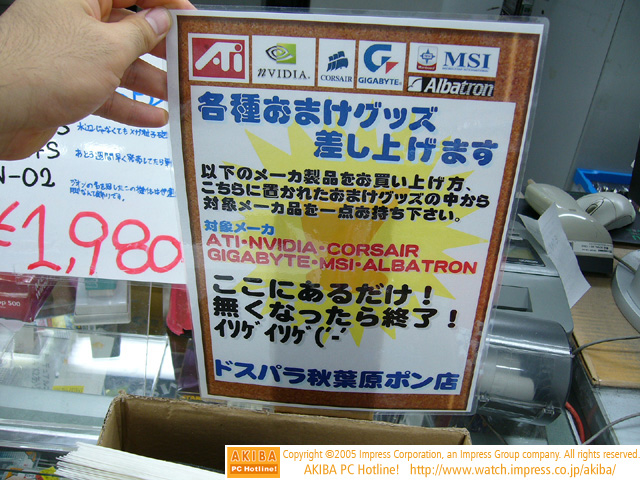 ATi
nVIDIA.
CORSAIR
GIGABYTE
MSI
Albatron
各種おまけグッズ
差し上げます
以下のメーカ製品をお買い上げ方、
こちらに置かれたおまけグッズの中から
対象メーカ品を一点お持ち下さい。
対象メーカ
ATI・NVIDIA・CORSAIR
GIGABYTE・MSI・ALBATRON
ここにあるだけ!
無くなったら終了!
ｲｿｹﾞｲｿｹﾞ(´-`
ドスパラ秋葉原ポン店
N-02
¥1,980
500
AKIBA
PC Hotline!
Copyright ©2005 Impress Corporation, an Impress Group company. All rights reserved.
AKIBA PC Hotline! http://www.watch.impress.co.jp/akiba/